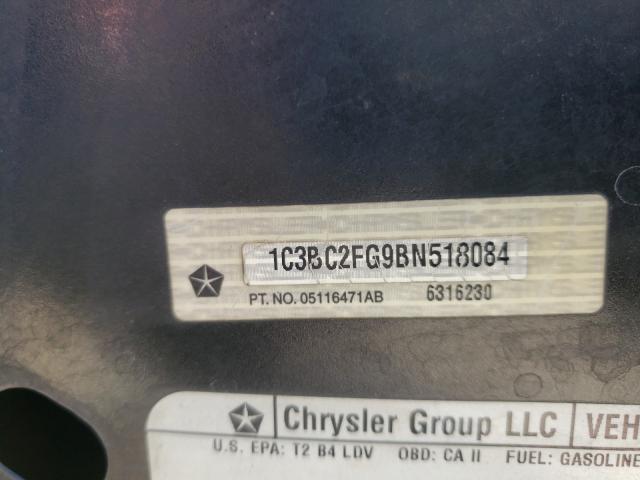 1C3BC2FG9BN518084
PT. NO. 05116471AB 6316230
Chrysler Group LLC VEH
U.S. EPA: T2 B4 LDV OBD: CA II FUEL: GASOLINE